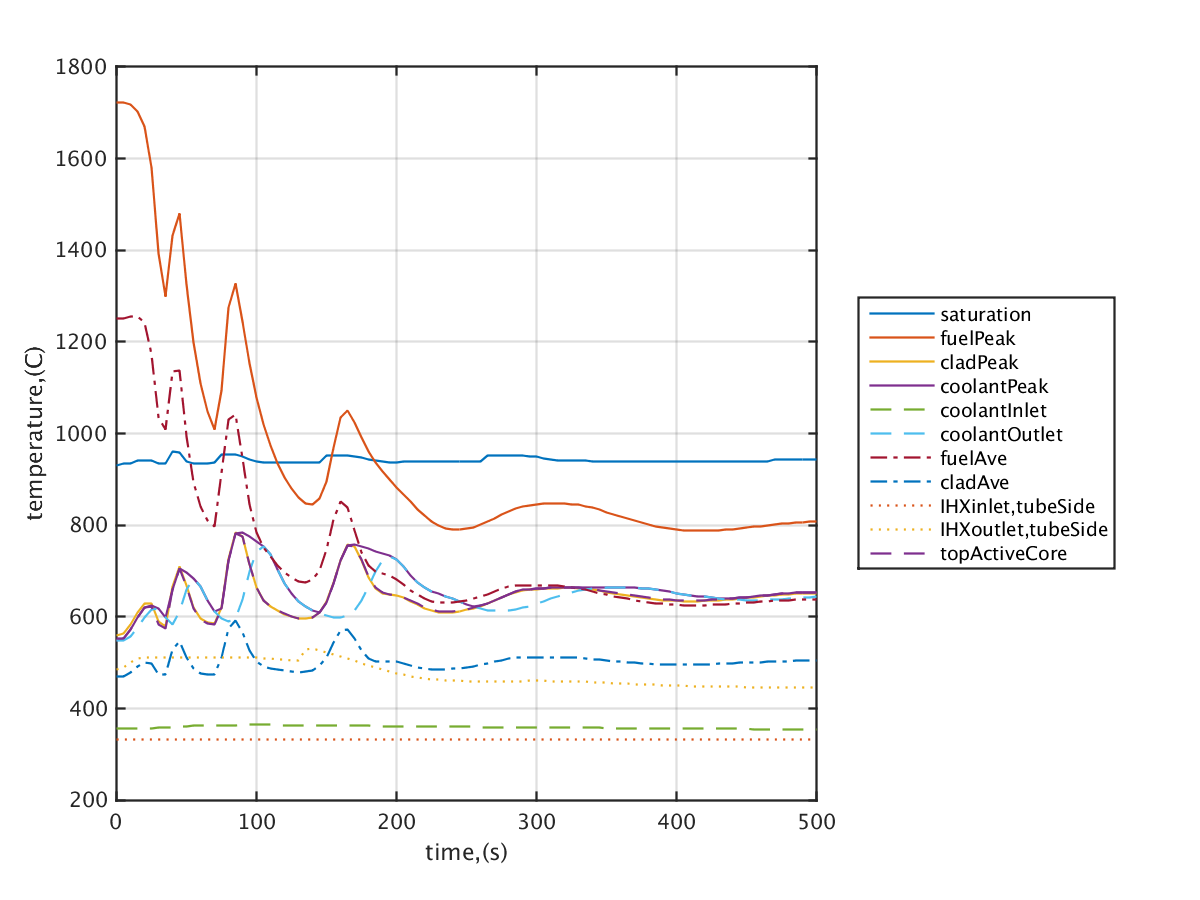 1800
1600
1400
1200
1000
800
600
400
200
temperature,(C)
0 100 200 300 400 500
time,(s)
saturation
fuelPeak
cladPeak
coolantPeak
coolantInlet
coolantOutlet
fuelAve
cladAve
IHXinlet,tubeSide
IHXoutlet,tubeSide
topActiveCore